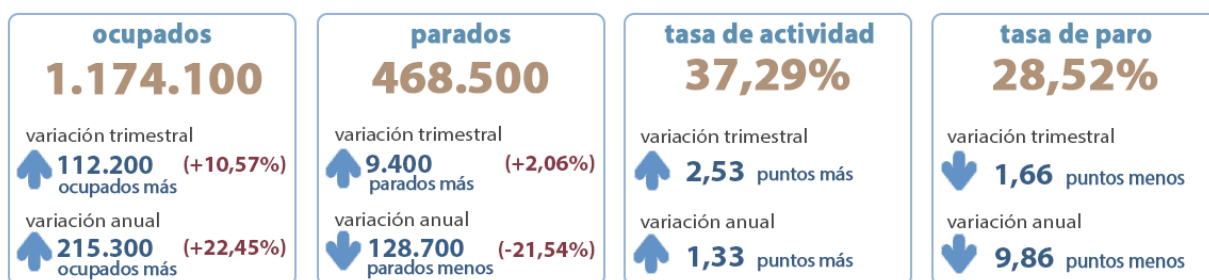 ocupados
1.174.100
variación trimestral
112.200 (+10,57%)
ocupados más
variación anual
215.300 (+22,45%)
ocupados más
parados
468.500
variación trimestral
9.400 (+2,06%)
parados más
variación anual
128.700 (-21,54%)
parados menos
tasa de actividad
37,29%
variación trimestral
2,53 puntos más
variación anual
1,33 puntos más
tasa de paro
28,52%
variación trimestral
1,66 puntos menos
variación anual
9,86 puntos menos